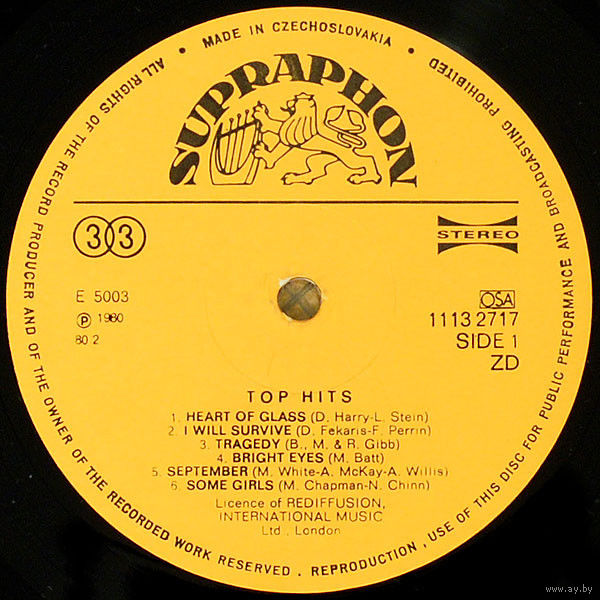 MADE IN CZECHOSLOVAKIA
ALL RIGHTS OF THE RECORD PRODUCER AND OF THE OWNER OF THE RECORDED WORK RESERVED . REPRODUCTION , USE OF THIS DISC FOR PUBLIC PERFORMANCE AND BROADCASTING PROHIBITED
SUPRAPHON
33
STEREO
E 5003
OSA
Ⓟ 1980
1113 2717
80 2
SIDE 1
ZD
TOP HITS
1. HEART OF GLASS (D. Harry-L. Stein)
2. I WILL SURVIVE (D. Fekaris-F. Perrin)
3. TRAGEDY (B., M. & R. Gibb)
4. BRIGHT EYES (M. Batt)
5. SEPTEMBER (M. White-A. McKay-A. Willis)
6. SOME GIRLS (M. Chapman-N. Chinn)
Licence of REDIFFUSION,
INTERNATIONAL MUSIC
Ltd., London
www.ay.by